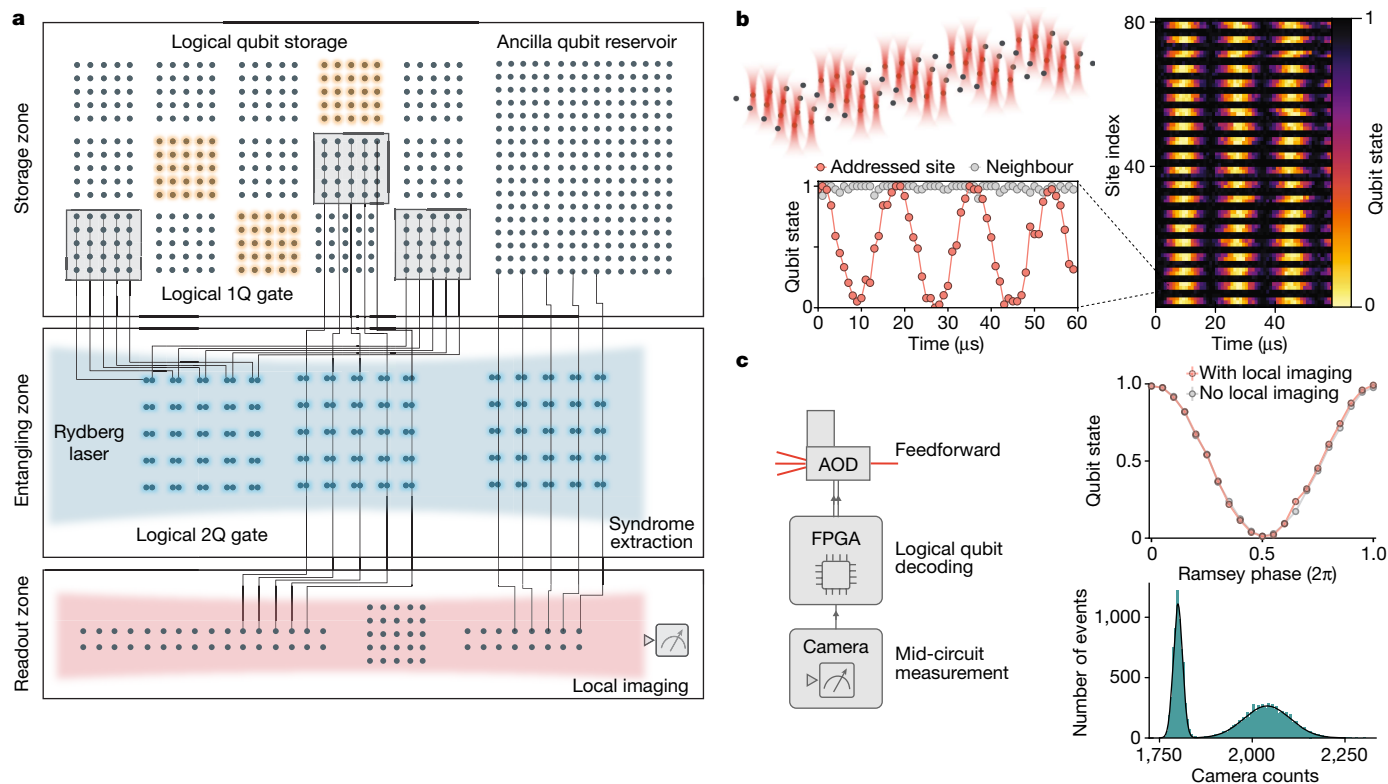 a
Logical qubit storage
Ancilla qubit reservoir
Storage zone
Logical 1Q gate
Entangling zone
Rydberg
laser
Logical 2Q gate
Syndrome
extraction
Readout zone
Local imaging
b
Addressed site
Neighbour
Qubit state
1
0
0
10
20
30
40
50
60
Time (μs)
Site index
80
40
0
20
40
Time (μs)
1
0
Qubit state
c
AOD
Feedforward
FPGA
Logical qubit
decoding
Camera
Mid-circuit
measurement
With local imaging
No local imaging
Qubit state
1.0
0.5
0
0
0.5
1.0
Ramsey phase (2π)
Number of events
1,000
500
0
1,750
2,000
2,250
Camera counts